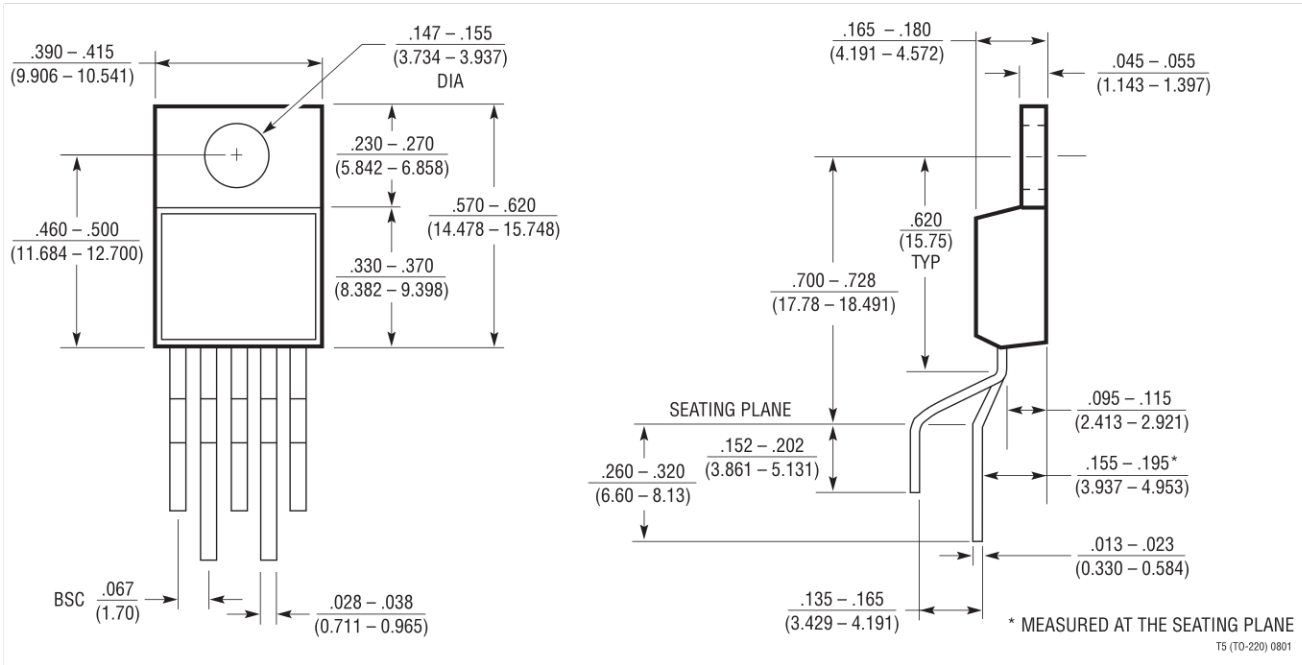 .390 – .415
(9.906 – 10.541)
.147 – .155
(3.734 – 3.937)
DIA
.230 – .270
(5.842 – 6.858)
.460 – .500
(11.684 – 12.700)
.570 – .620
(14.478 – 15.748)
.330 – .370
(8.382 – 9.398)
BSC
.067
(1.70)
.028 – .038
(0.711 – 0.965)
.165 – .180
(4.191 – 4.572)
.045 – .055
(1.143 – 1.397)
.620
(15.75)
TYP
.700 – .728
(17.78 – 18.491)
SEATING PLANE
.095 – .115
(2.413 – 2.921)
.152 – .202
(3.861 – 5.131)
.260 – .320
(6.60 – 8.13)
.155 – .195*
(3.937 – 4.953)
.013 – .023
(0.330 – 0.584)
.135 – .165
(3.429 – 4.191)
* MEASURED AT THE SEATING PLANE
T5 (TO-220) 0801